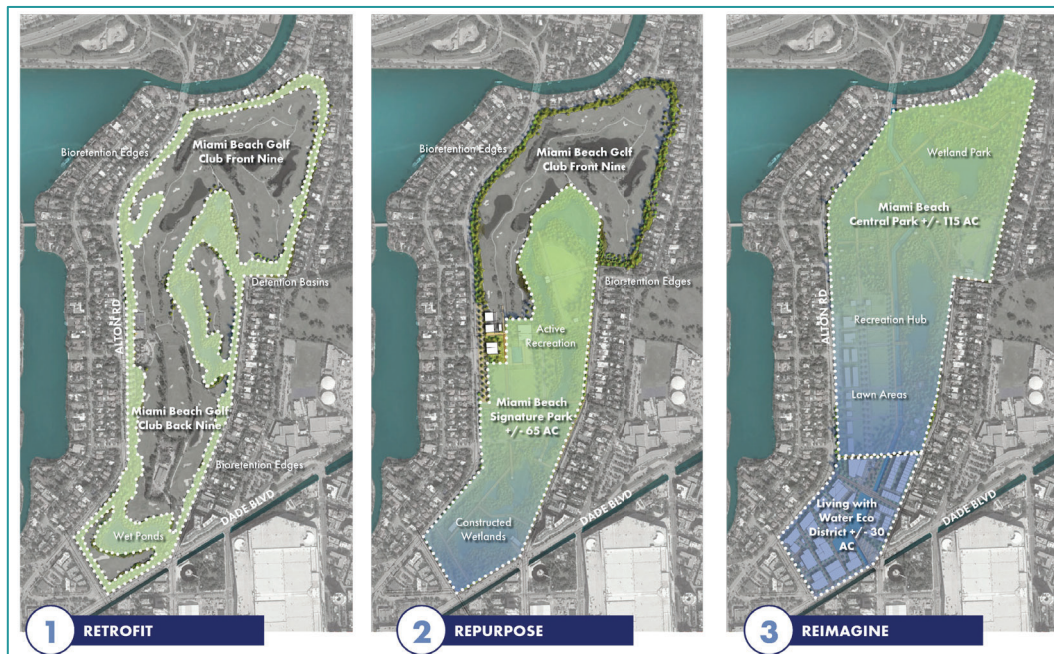 Bioretention Edges
Miami Beach Golf
Club Front Nine
Detention Basins
ALTON RD
Miami Beach Golf
Club Back Nine
Bioretention Edges
DADE BLVD
Wet Ponds
1 RETROFIT
Bioretention Edges
Miami Beach Golf
Club Front Nine
Bioretention Edges
Active
Recreation
Miami Beach
Signature Park
+/- 65 AC
DADE BLVD
Constructed
Wetlands
2 REPURPOSE
Wetland Park
Miami Beach
Central Park +/- 115 AC
ALTON RD
Recreation Hub
Lawn Areas
Living with
Water Eco
District +/- 30
AC
DADE BLVD
3 REIMAGINE